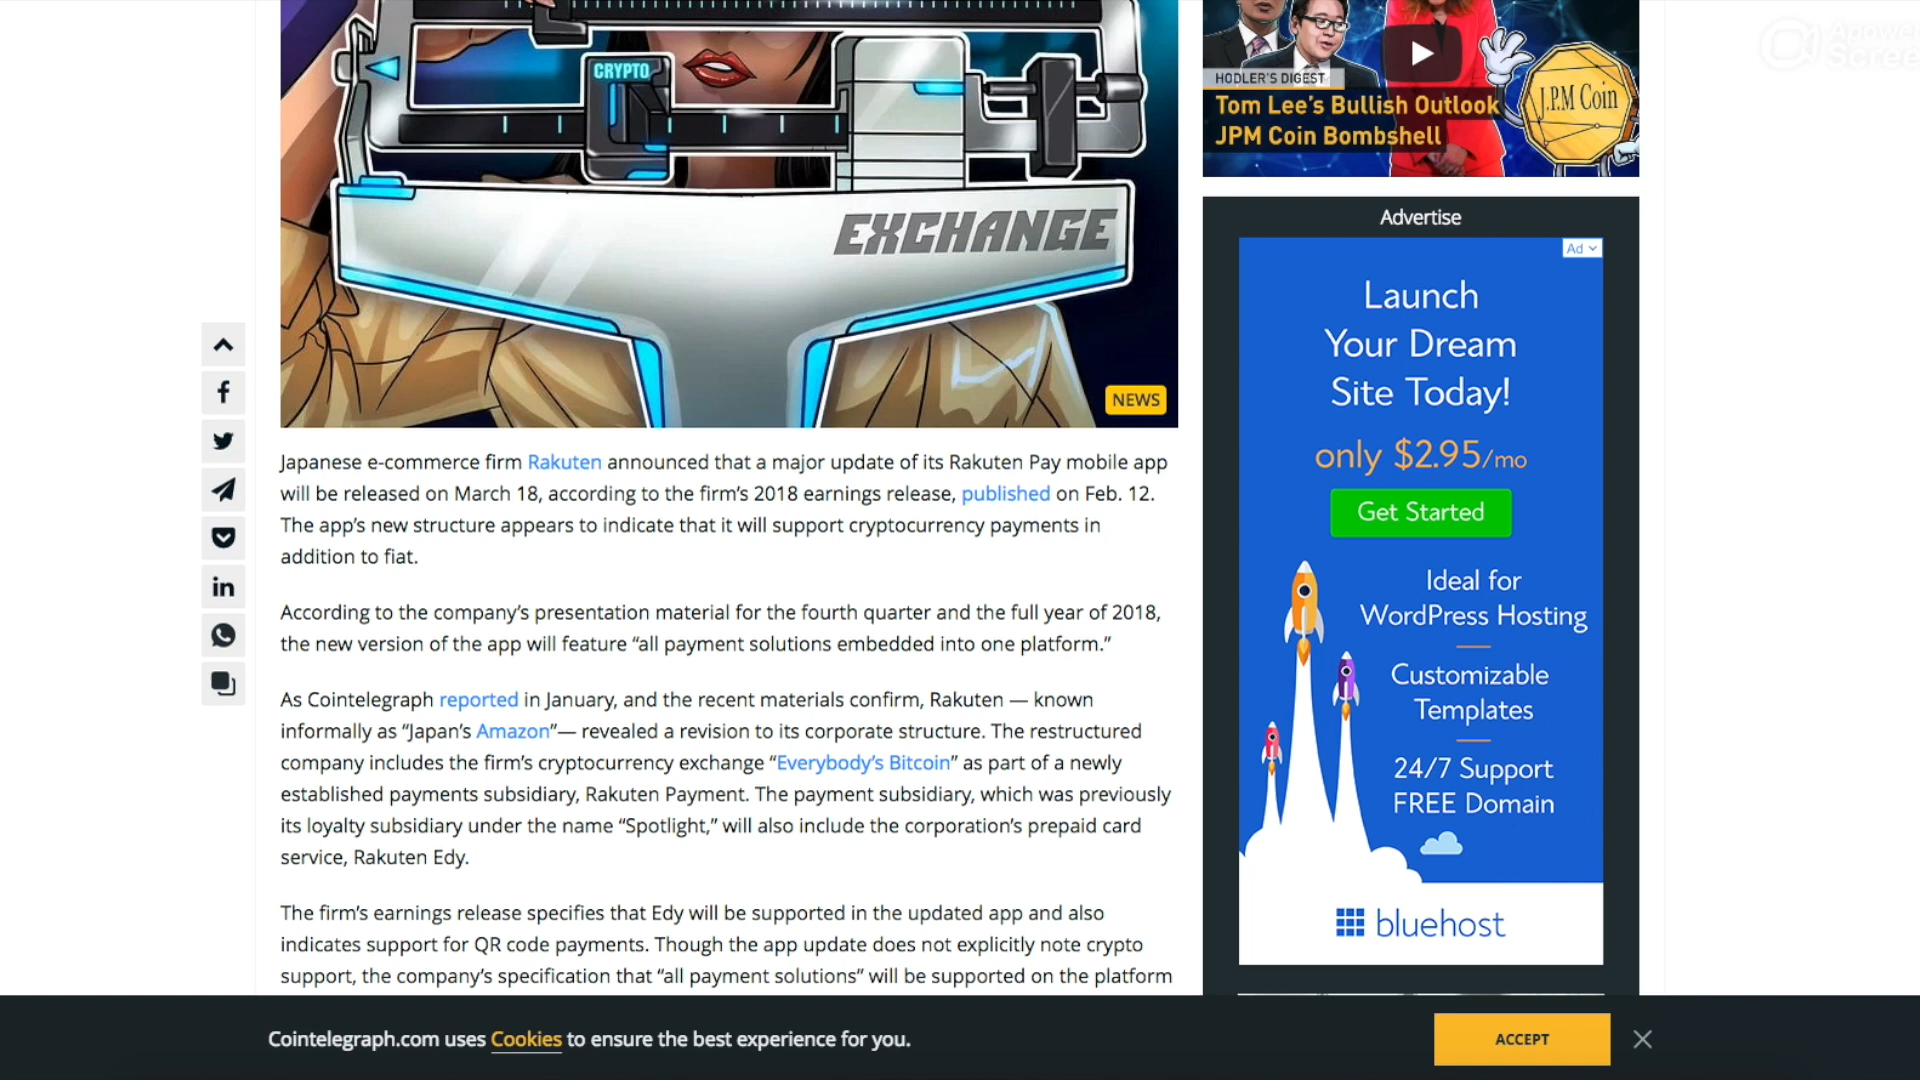 CRYPTO
EXCHANGE
NEWS
Japanese e-commerce firm Rakuten announced that a major update of its Rakuten Pay mobile app
will be released on March 18, according to the firm’s 2018 earnings release, published on Feb. 12.
The app’s new structure appears to indicate that it will support cryptocurrency payments in
addition to fiat.
According to the company’s presentation material for the fourth quarter and the full year of 2018,
the new version of the app will feature “all payment solutions embedded into one platform.”
As Cointelegraph reported in January, and the recent materials confirm, Rakuten — known
informally as “Japan’s Amazon”— revealed a revision to its corporate structure. The restructured
company includes the firm’s cryptocurrency exchange “Everybody’s Bitcoin” as part of a newly
established payments subsidiary, Rakuten Payment. The payment subsidiary, which was previously
its loyalty subsidiary under the name “Spotlight,” will also include the corporation’s prepaid card
service, Rakuten Edy.
The firm’s earnings release specifies that Edy will be supported in the updated app and also
indicates support for QR code payments. Though the app update does not explicitly note crypto
support, the company’s specification that “all payment solutions” will be supported on the platform
HODLER'S DIGEST
Tom Lee's Bullish Outlook
JPM Coin Bombshell
J.P.M Coin
Advertise
Ad
Launch
Your Dream
Site Today!
only $2.95/mo
Get Started
Ideal for
WordPress Hosting
Customizable
Templates
24/7 Support
FREE Domain
bluehost
Cointelegraph.com uses Cookies to ensure the best experience for you.
ACCEPT